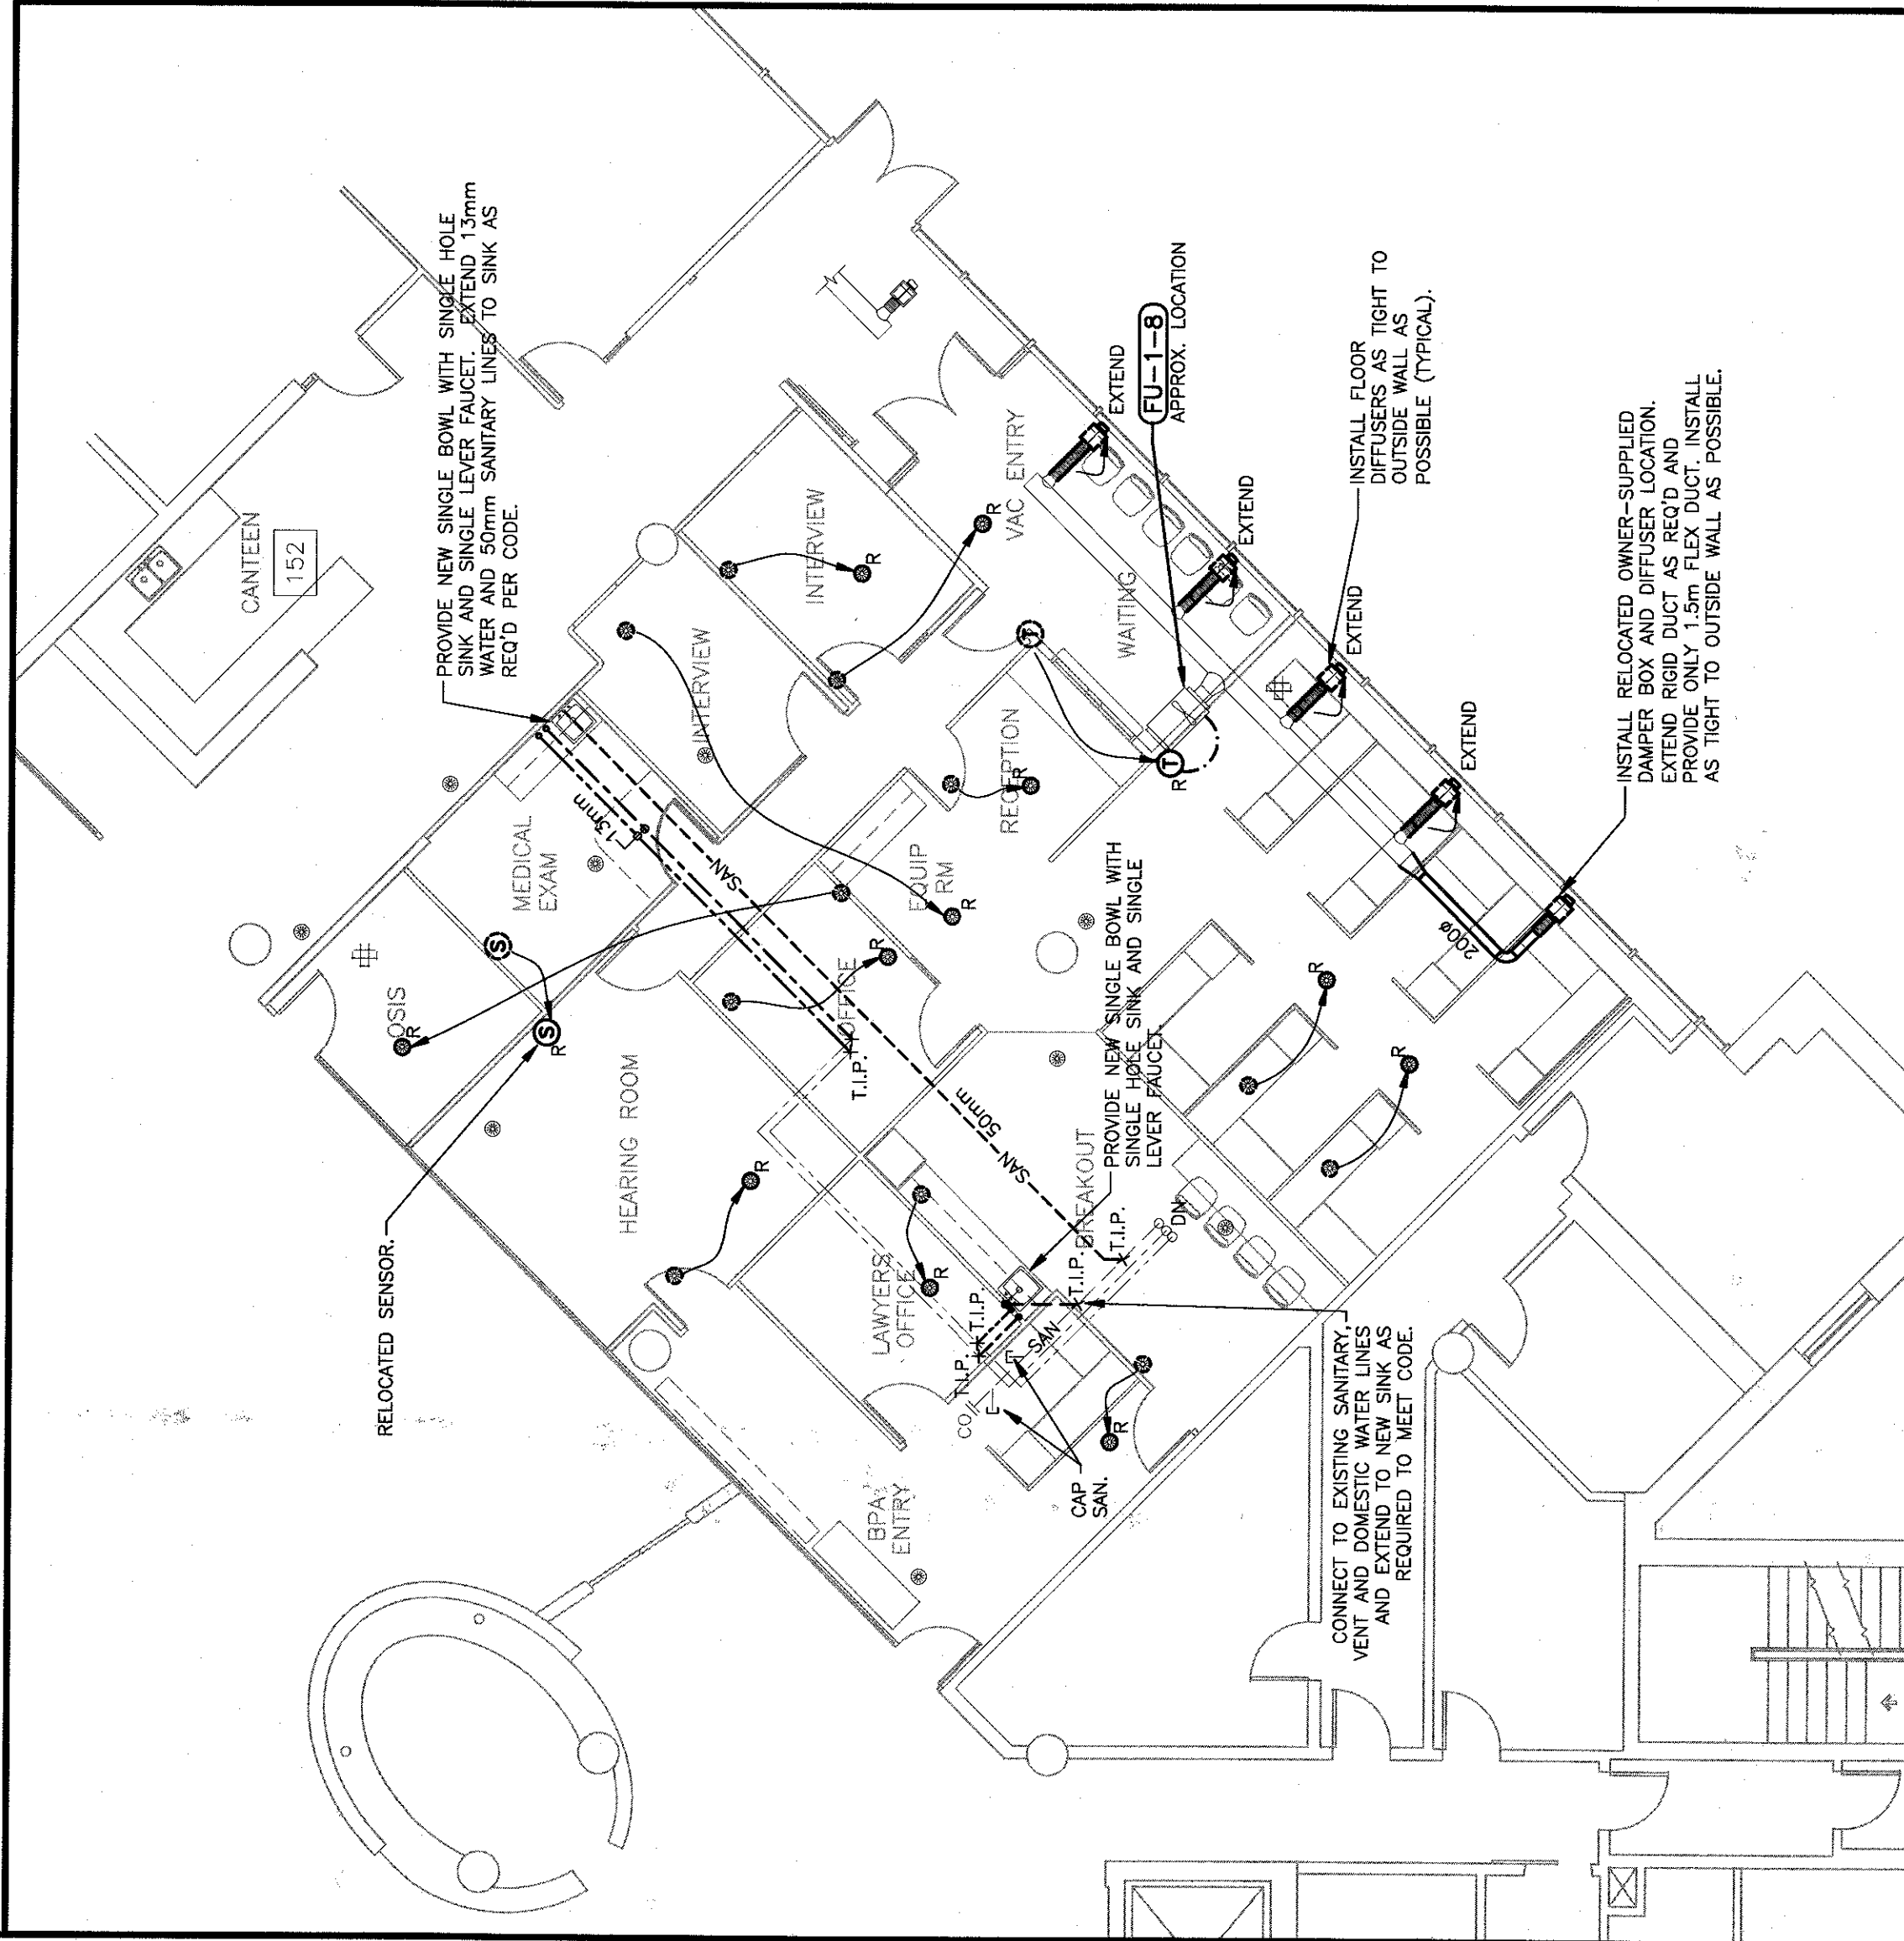 CANTEEN
152
PROVIDE NEW SINGLE BOWL WITH SINGLE HOLE
SINK AND SINGLE LEVER FAUCET. EXTEND 13mm
WATER AND 50mm SANITARY LINES TO SINK AS
REQ'D PER CODE.
INTERVIEW
R
INTERVIEW
R
VAC ENTRY
EXTEND
FU-1-8
APPROX. LOCATION
WAITING
EXTEND
INSTALL FLOOR
DIFFUSERS AS TIGHT TO
OUTSIDE WALL AS
POSSIBLE (TYPICAL).
EXTEND
EXTEND
INSTALL RELOCATED OWNER-SUPPLIED
DAMPER BOX AND DIFFUSER LOCATION.
EXTEND RIGID DUCT AS REQ'D AND
PROVIDE ONLY 1.5m FLEX DUCT. INSTALL
AS TIGHT TO OUTSIDE WALL AS POSSIBLE.
200ø
T
T
R
RECEPTION
R
13mm
MEDICAL
EXAM
SAN
EQUIP
RM
R
OFFICE
R
S
S
R
OSIS
R
RELOCATED SENSOR.
T.I.P.
HEARING ROOM
R
50mm
SAN
PROVIDE NEW SINGLE BOWL WITH
SINGLE HOLE SINK AND SINGLE
LEVER FAUCET.
BREAKOUT
T.I.P.
T.I.P.
DN
R
R
LAWYERS
OFFICE
R
T.I.P.
T.I.P.
SAN
CO
R
CAP
SAN.
BPA
ENTRY
CONNECT TO EXISTING SANITARY,
VENT AND DOMESTIC WATER LINES
AND EXTEND TO NEW SINK AS
REQUIRED TO MEET CODE.